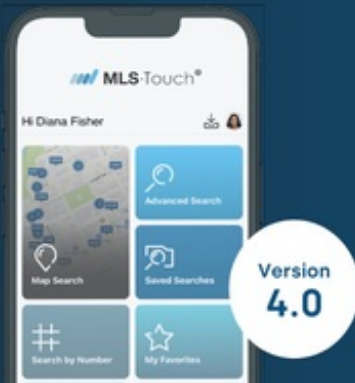 MLS-Touch®
Hi Diana Fisher
Advanced Search
Map Search
Saved Searches
Search by Number
My Favorites
Version
4.0